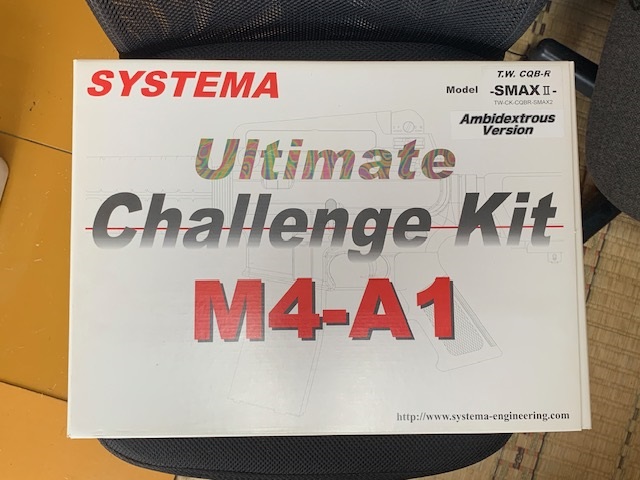 SYSTEMA
T.W. CQB-R
Model -SMAX II-
TW-CK-CQBR-SMAX2
Ambidextrous
Version
Ultimate
Challenge Kit
M4-A1
http://www.systema-engineering.com